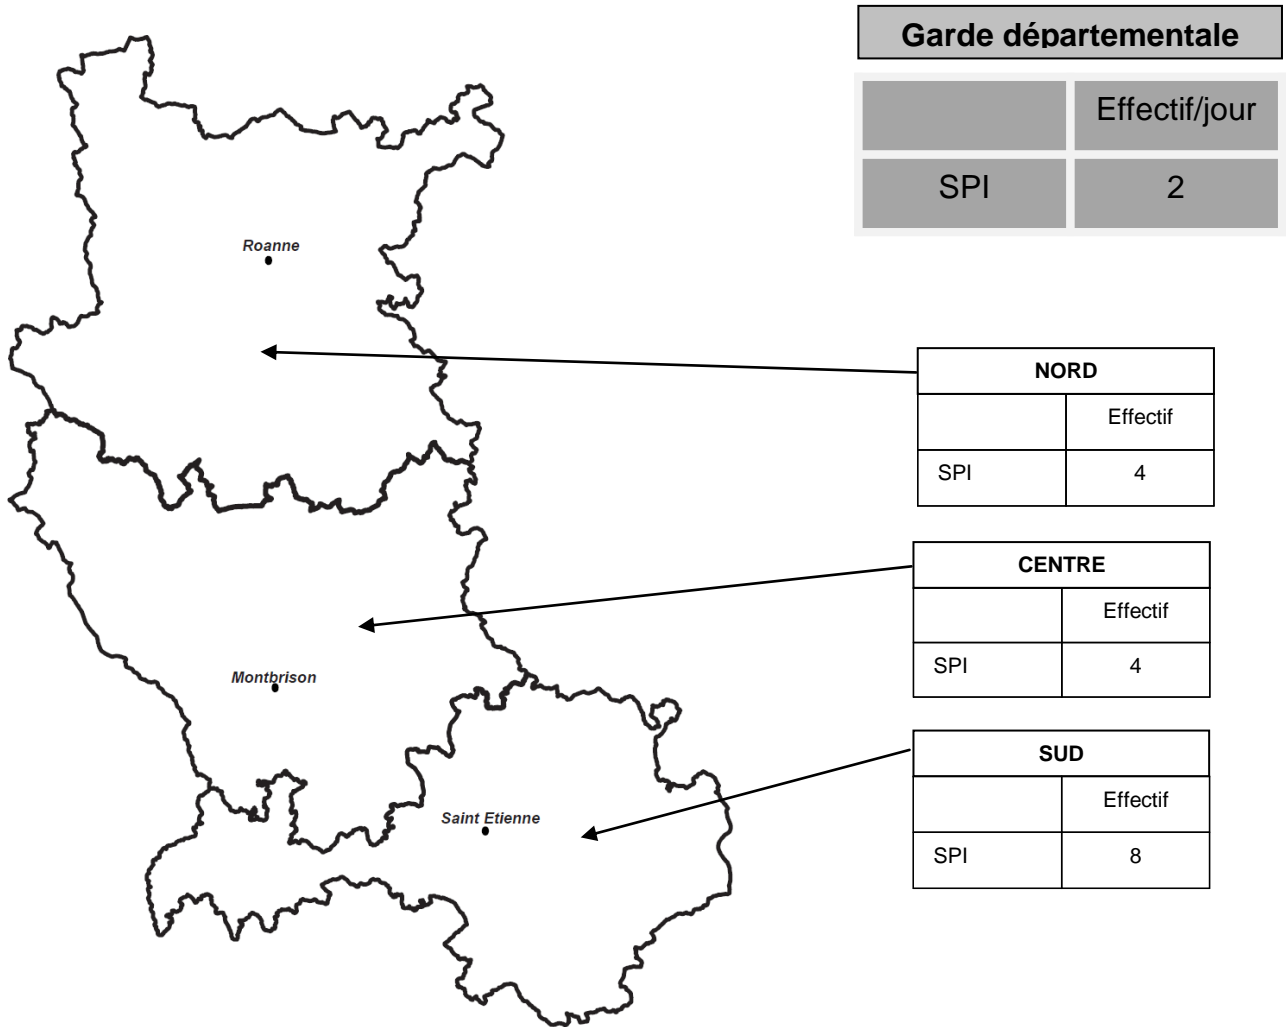 Garde départementale
Effectif/jour
SPI 2
Roanne
NORD
Effectif
SPI 4
CENTRE
Effectif
SPI 4
Montbrison
SUD
Effectif
SPI 8
Saint Etienne